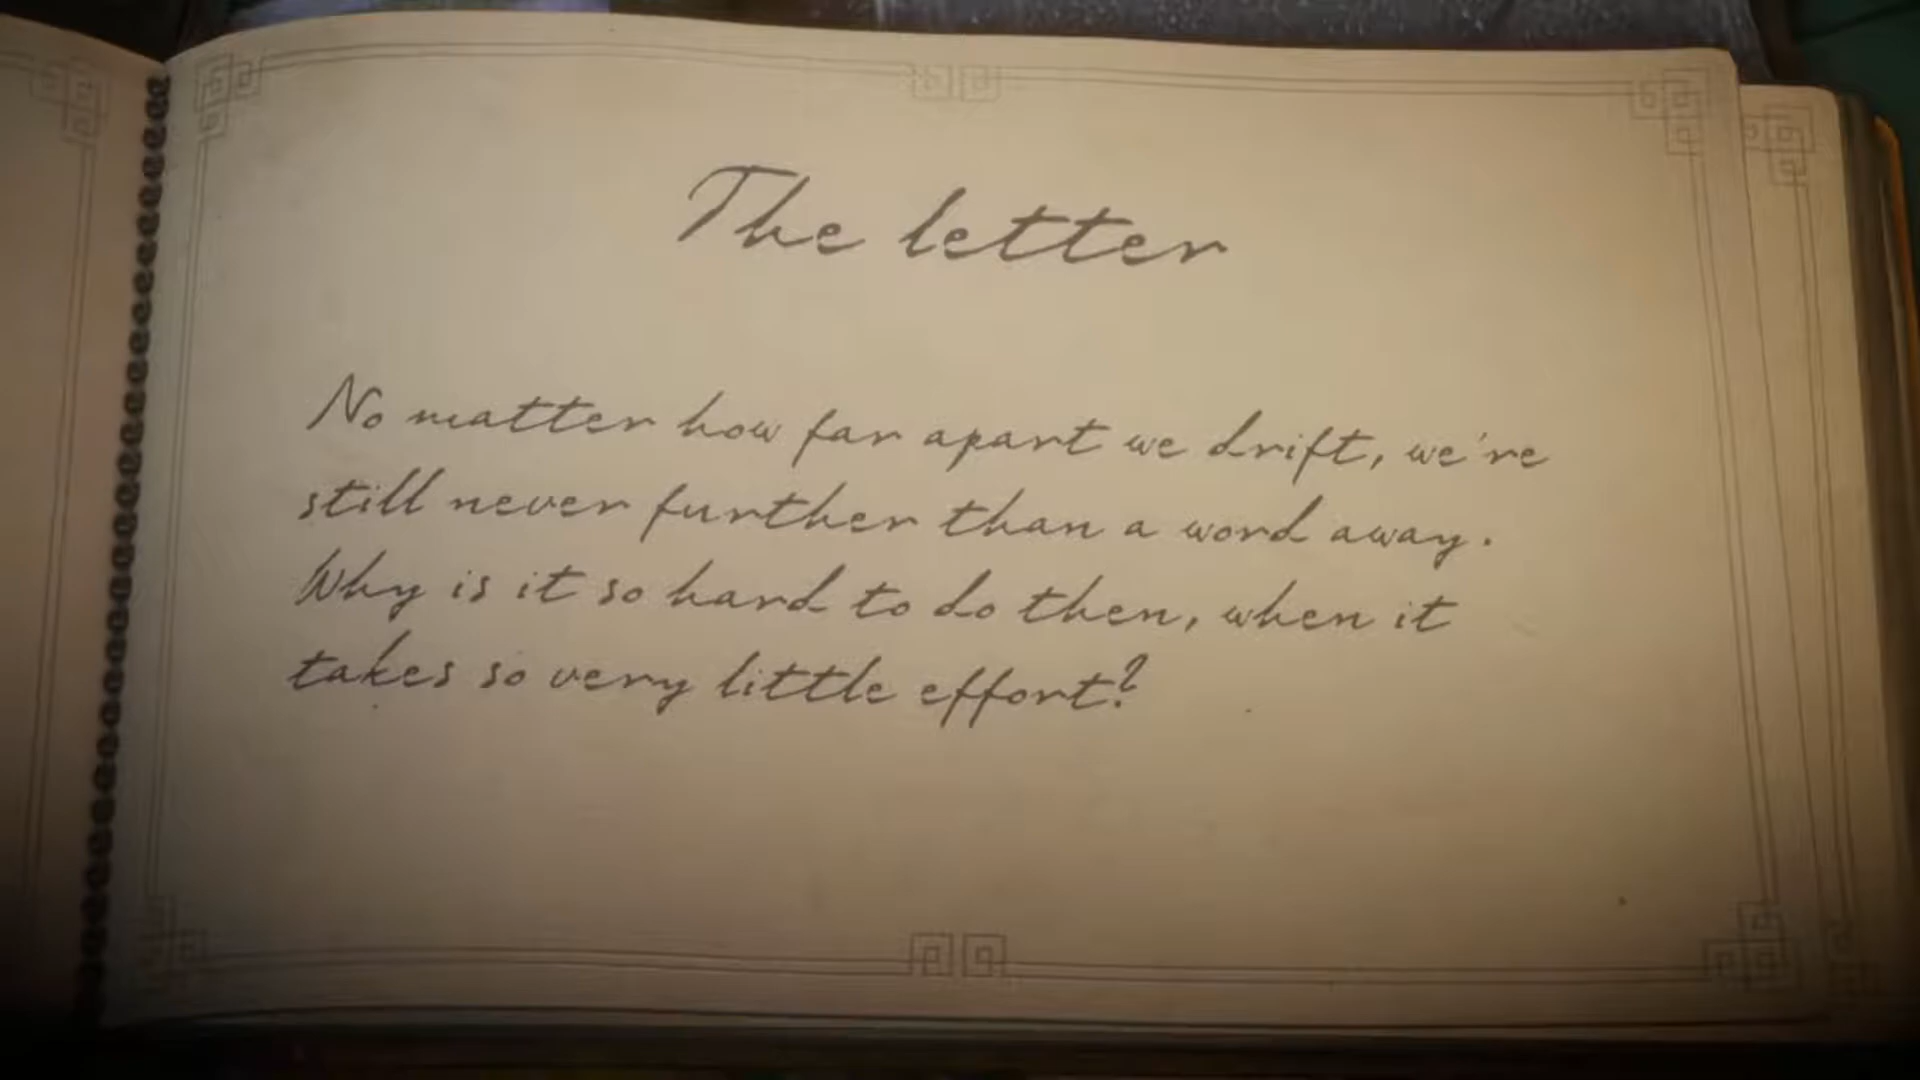 The letter
No matter how far apart we drift, we're
still never further than a word away.
Why is it so hard to do then, when it
takes so very little effort?